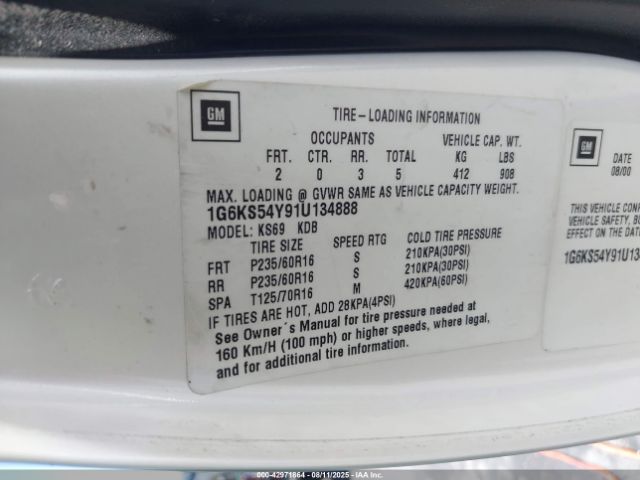 GM
TIRE-LOADING INFORMATION
OCCUPANTS VEHICLE CAP. WT.
FRT. CTR. RR. TOTAL KG LBS
2 0 3 5 412 908
MAX. LOADING @ GVWR SAME AS VEHICLE CAPACITY WEIGHT.
1G6KS54Y91U134888
MODEL: KS69 KDB
TIRE SIZE SPEED RTG COLD TIRE PRESSURE
FRT P235/60R16 S 210KPA(30PSI)
RR P235/60R16 S 210KPA(30PSI)
SPA T125/70R16 M 420KPA(60PSI)
IF TIRES ARE HOT, ADD 28KPA(4PSI)
See Owner´s Manual for tire pressure needed at
160 Km/H (100 mph) or higher speeds, where legal,
and for additional tire information.
GM
DATE
08/00
THIS VEHICLE CONF
VEHICLE SAFETY, BU
EFFECT ON THE DAT
1G6KS54Y91U13
000-42971864 - 08/11/2025 - IAAI.com